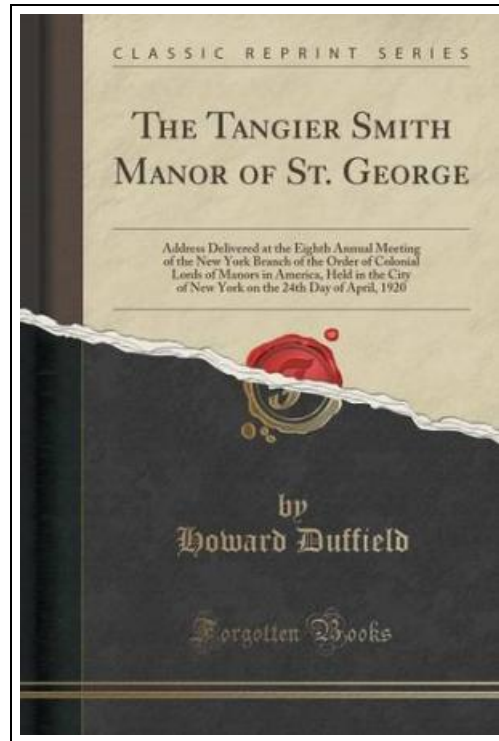 CLASSIC REPRINT SERIES
THE TANGIER SMITH
MANOR OF ST. GEORGE
Address Delivered at the Eighth Annual Meeting
of the New York Branch of the Order of Colonial
Lords of Manors in America, Held in the City
of New York on the 24th Day of April, 1920
F
by
Howard Duffield
Forgotten Books